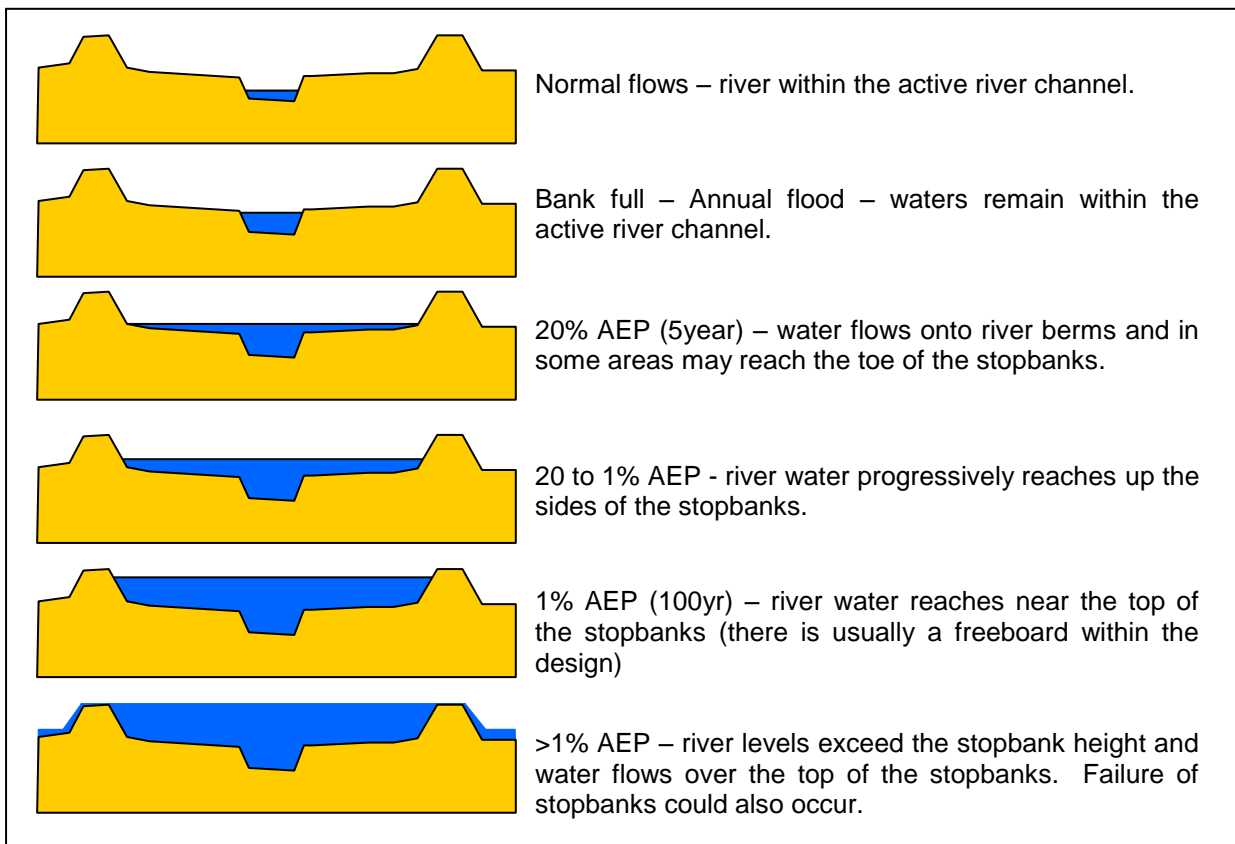 Normal flows – river within the active river channel.
Bank full – Annual flood – waters remain within the
active river channel.
20% AEP (5year) – water flows onto river berms and in
some areas may reach the toe of the stopbanks.
20 to 1% AEP - river water progressively reaches up the
sides of the stopbanks.
1% AEP (100yr) – river water reaches near the top of
the stopbanks (there is usually a freeboard within the
design)
>1% AEP – river levels exceed the stopbank height and
water flows over the top of the stopbanks.  Failure of
stopbanks could also occur.